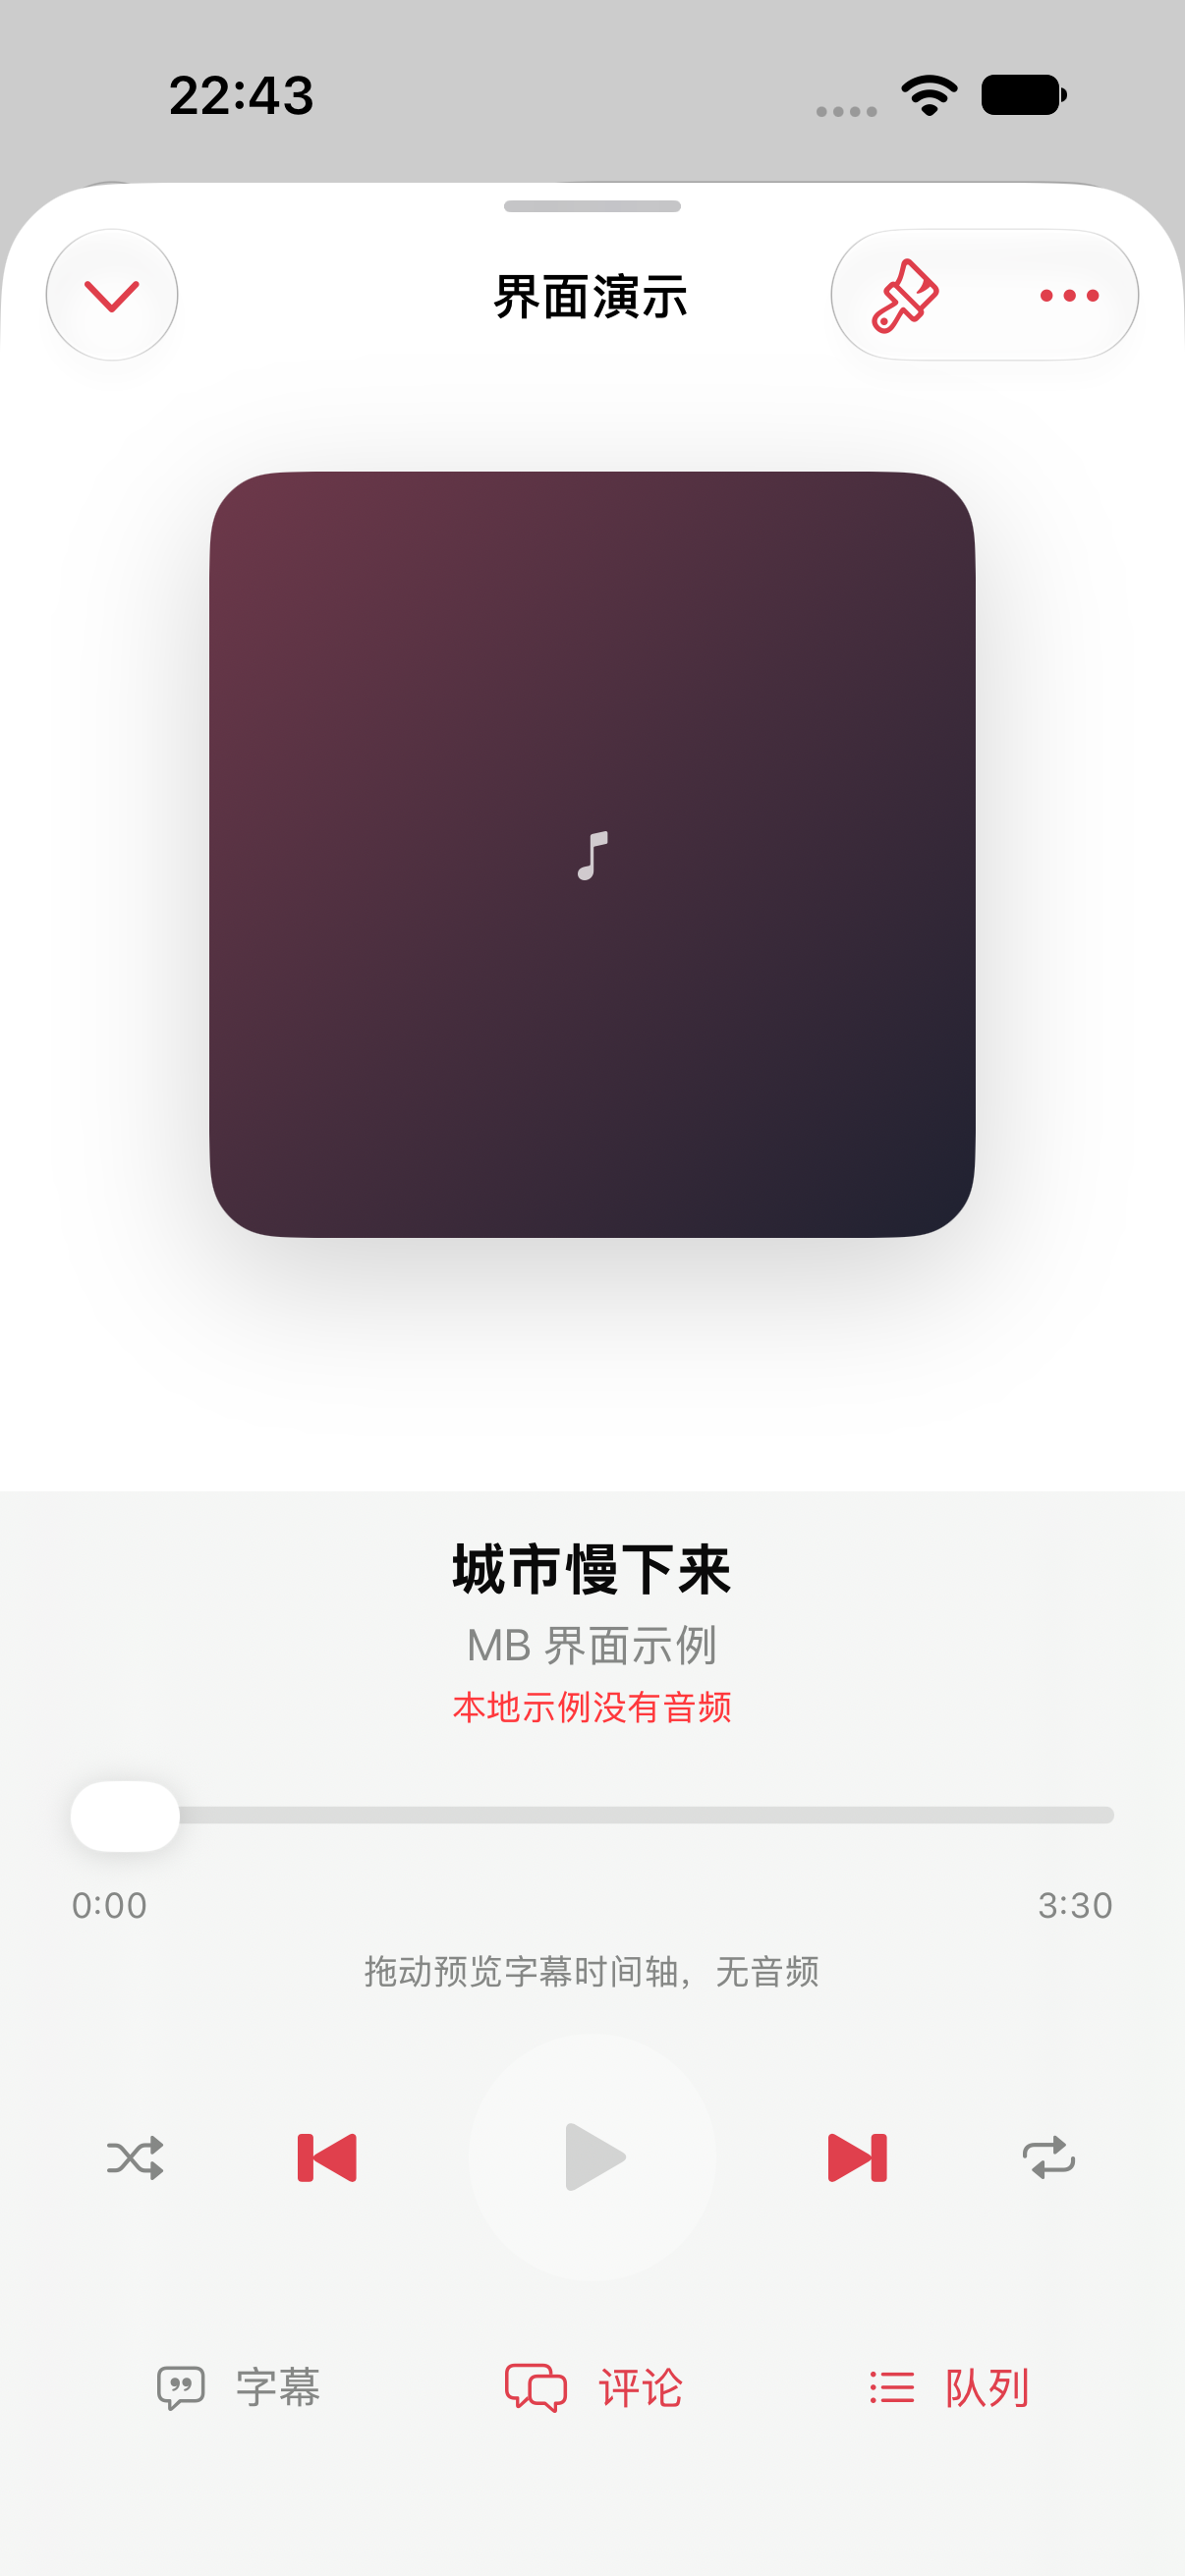 22:43
界面演示
城市慢下来
MB 界面示例
本地示例没有音频
0:00
3:30
拖动预览字幕时间轴，无音频
字幕
评论
队列